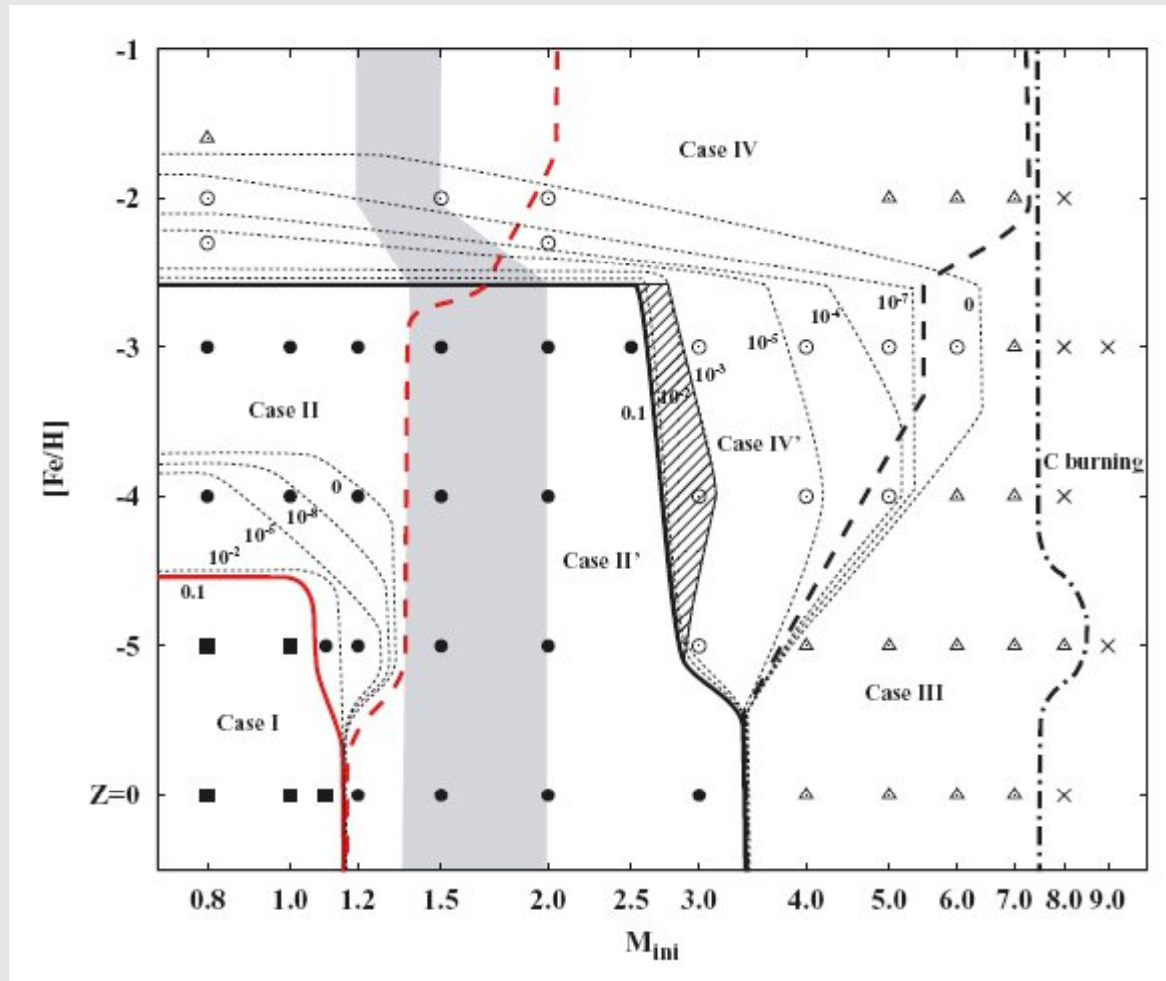 -1
-2
-3
-4
-5
Z=0
[Fe/H]
Case IV
10⁻⁷
0
10⁻⁴
10⁻⁵
10⁻³
10⁻²
0.1
Case II
Case IV'
C burning
0
10⁻⁸
10⁻⁵
10⁻²
0.1
Case II'
Case III
Case I
0.8 1.0 1.2 1.5 2.0 2.5 3.0 4.0 5.0 6.0 7.0 8.0 9.0
M_ini